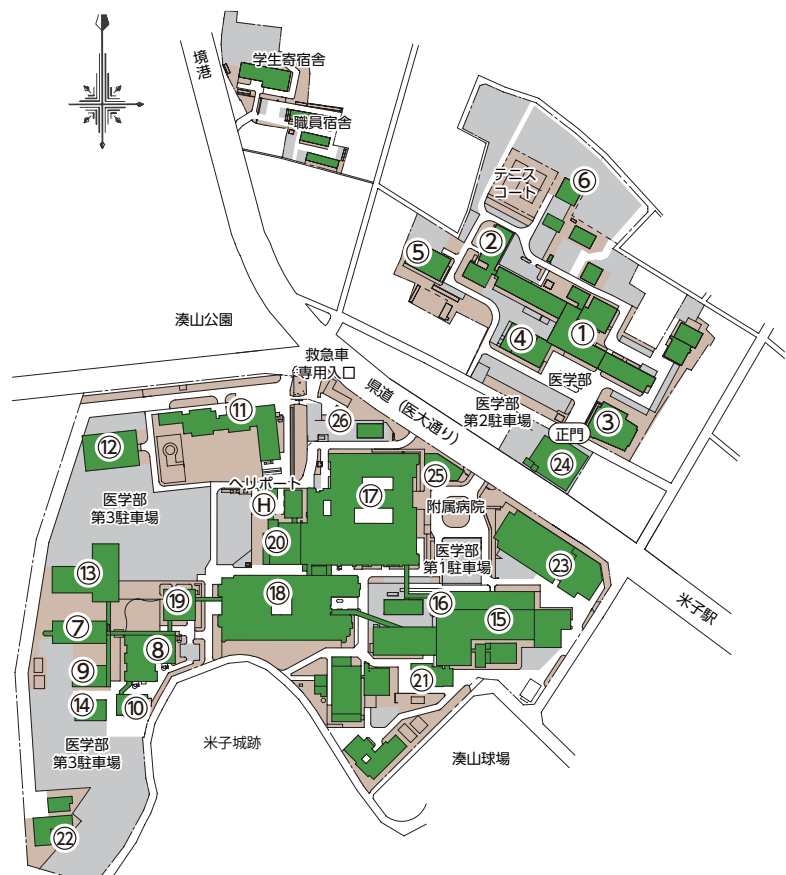 境港
学生寄宿舎
職員宿舎
テニス
コート
⑥
②
⑤
①
④
湊山公園
救急車
専用入口
医学部
県道（医大通り）
医学部
第2駐車場
正門
③
⑪
㉖
⑫
㉔
ヘリポート
⑰
㉕
H
附属病院
医学部
第3駐車場
⑳
医学部
第1駐車場
㉓
⑬
⑱
⑲
⑯
⑮
米子駅
⑦
⑧
⑨
㉑
⑭
⑩
医学部
第3駐車場
米子城跡
湊山球場
㉒